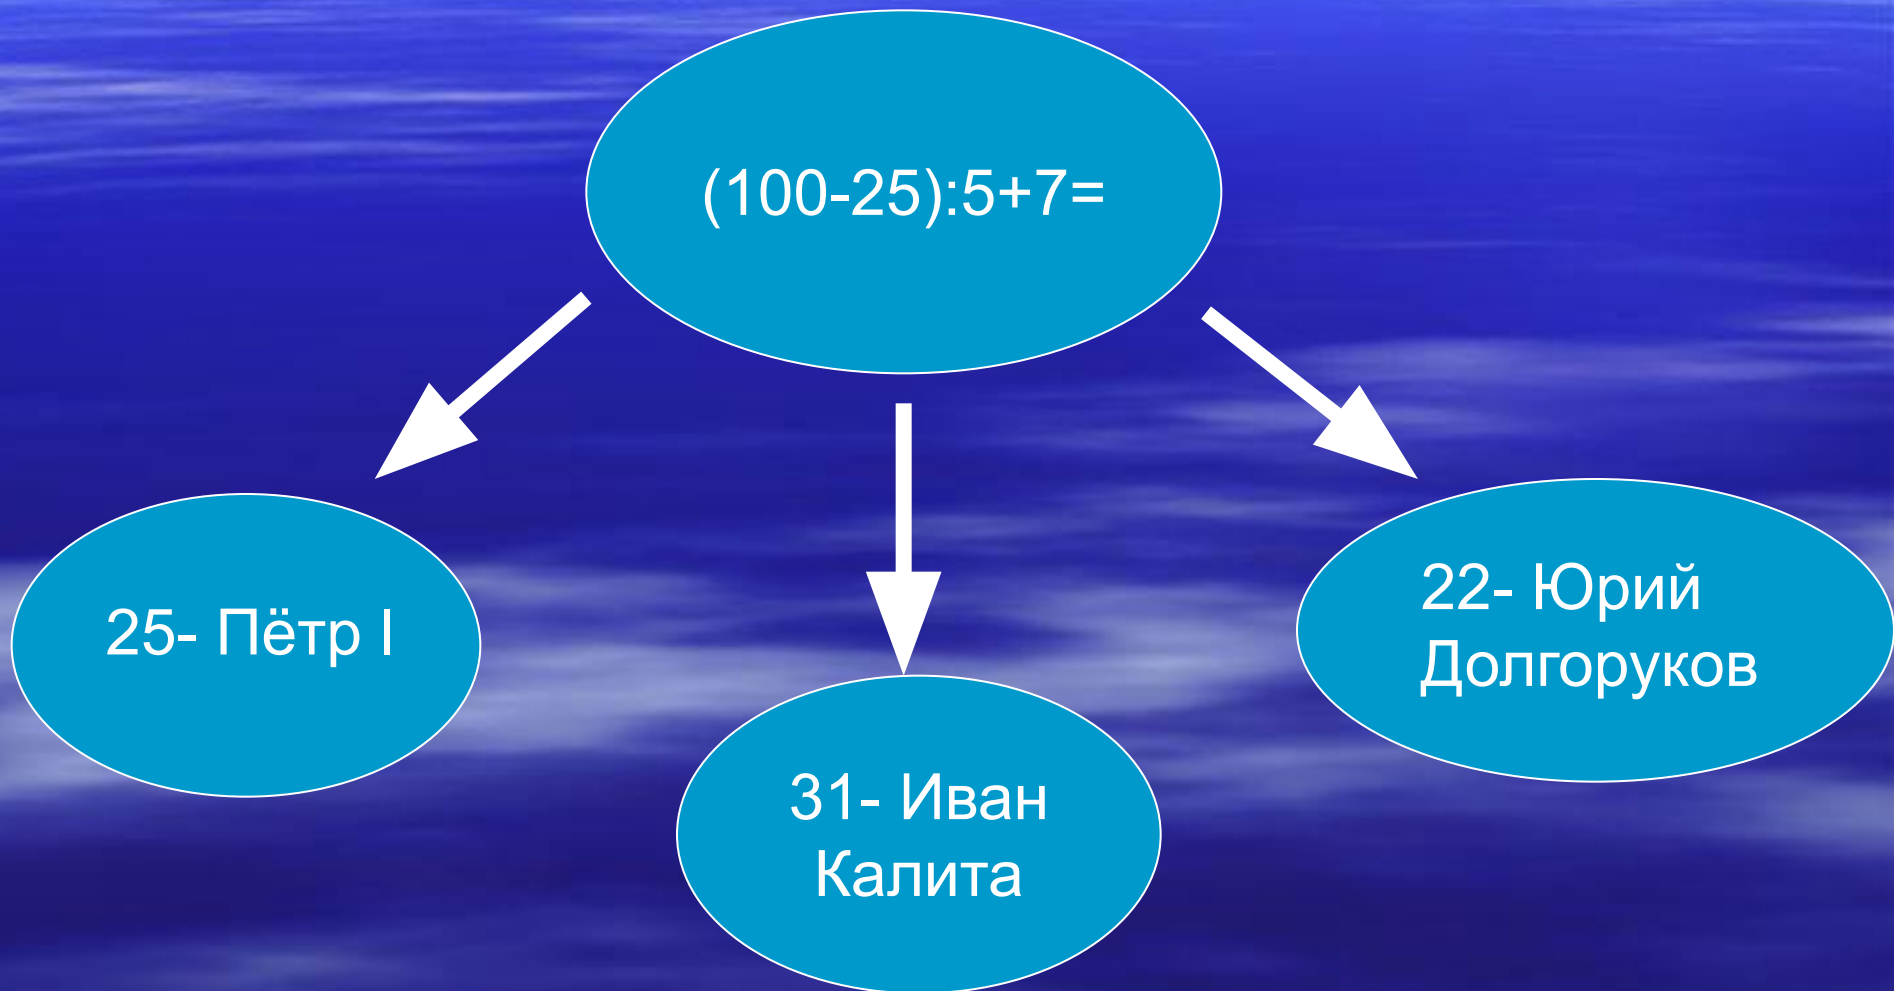 (100-25):5+7=
25- Пётр I
31- Иван
Калита
22- Юрий
Долгоруков